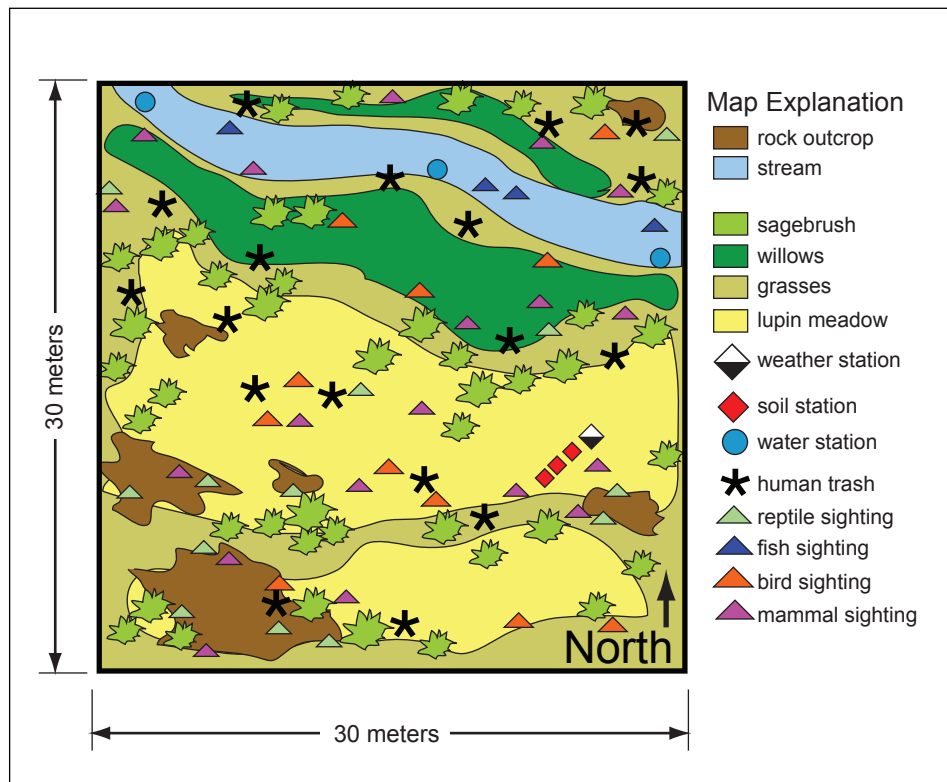 Map Explanation
rock outcrop
stream
sagebrush
willows
grasses
lupin meadow
weather station
soil station
water station
human trash
reptile sighting
fish sighting
bird sighting
mammal sighting
30 meters
North
30 meters